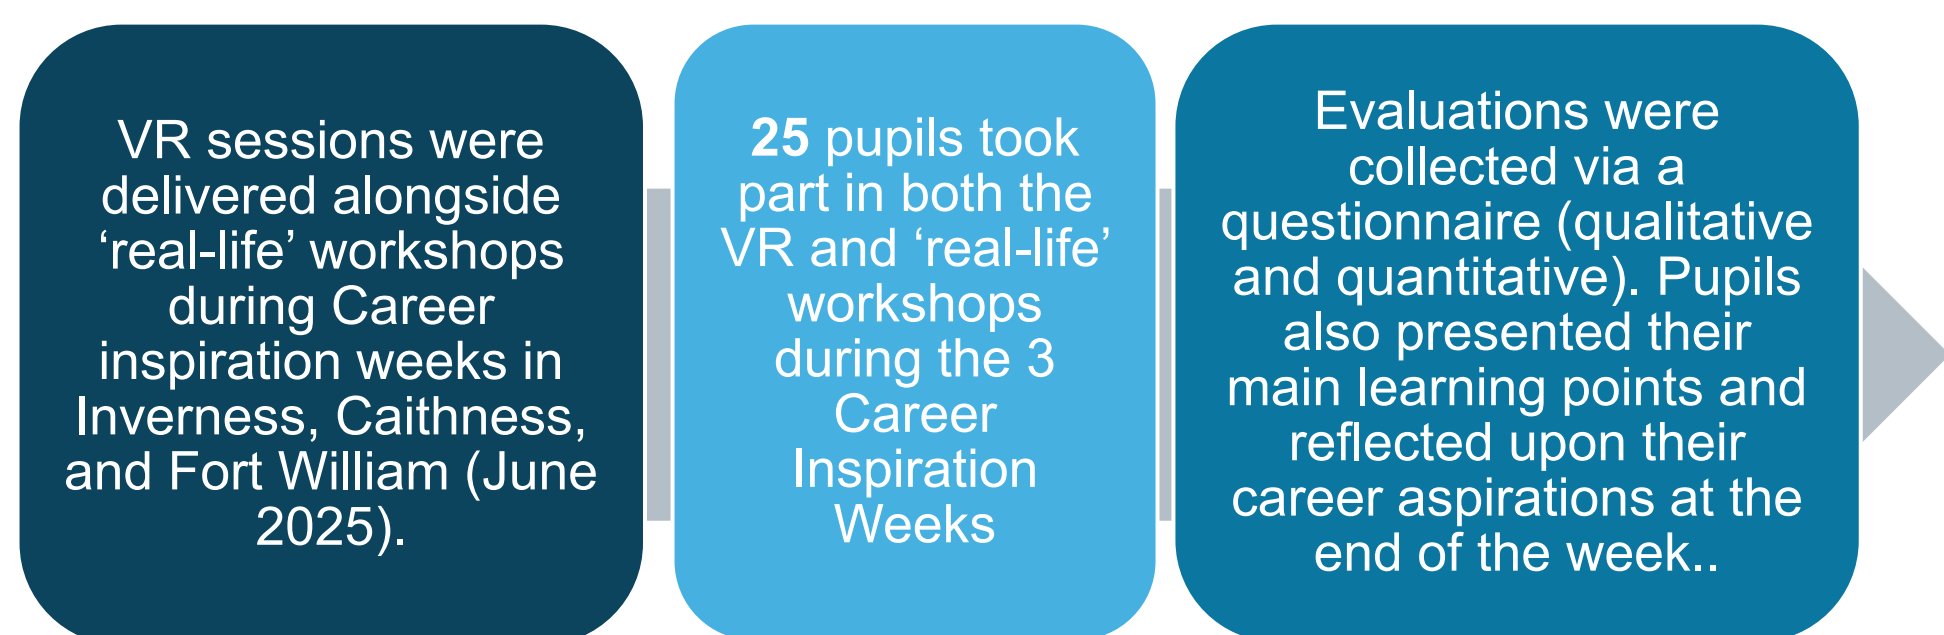 VR sessions were
delivered alongside
‘real-life’ workshops
during Career
inspiration weeks in
Inverness, Caithness,
and Fort William (June
2025).
25 pupils took
part in both the
VR and ‘real-life’
workshops
during the 3
Career
Inspiration
Weeks
Evaluations were
collected via a
questionnaire (qualitative
and quantitative). Pupils
also presented their
main learning points and
reflected upon their
career aspirations at the
end of the week..